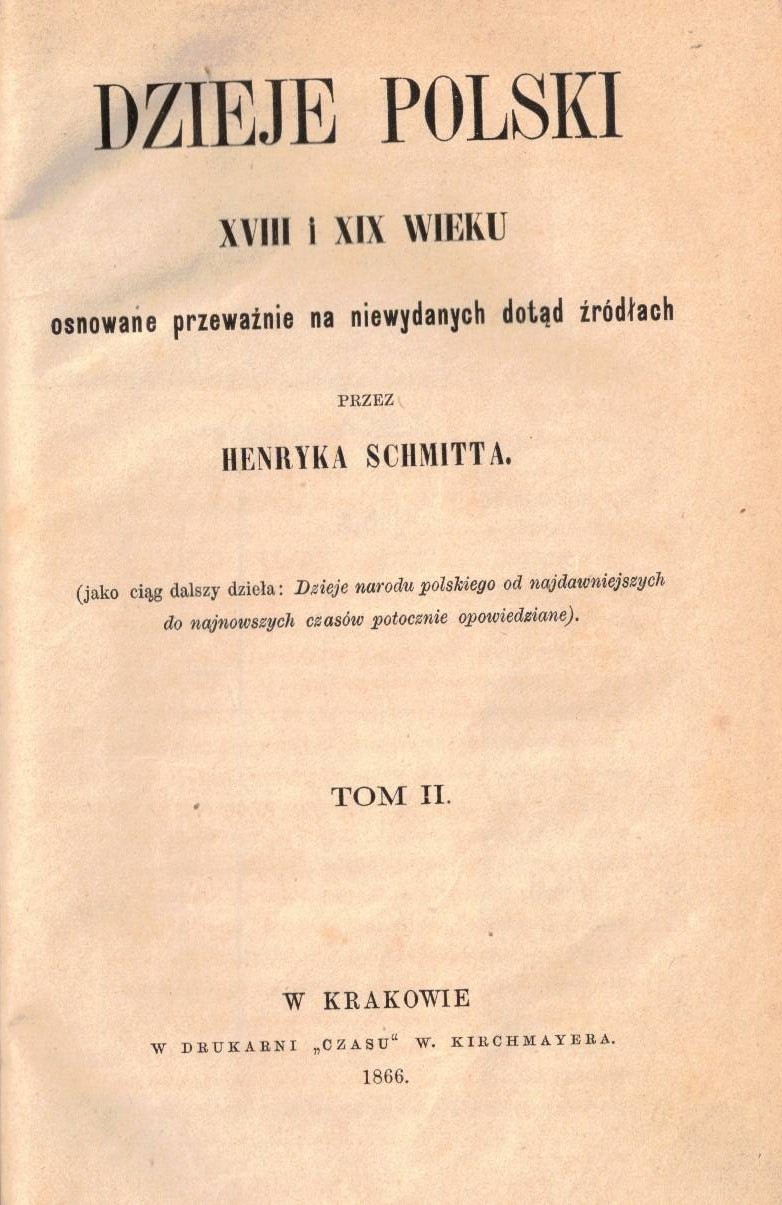 DZIEJE POLSKI
XVIII i XIX WIEKU
osnowane przeważnie na niewydanych dotąd źródłach
PRZEZ
HENRYKA SCHMITTA.
(jako ciąg dalszy dzieła: Dzieje narodu polskiego od najdawniejszych
do najnowszych czasów potocznie opowiedziane).
TOM II.
W KRAKOWIE
W DRUKARNI „CZASU“ W. KIRCHMAYERA.
1866.